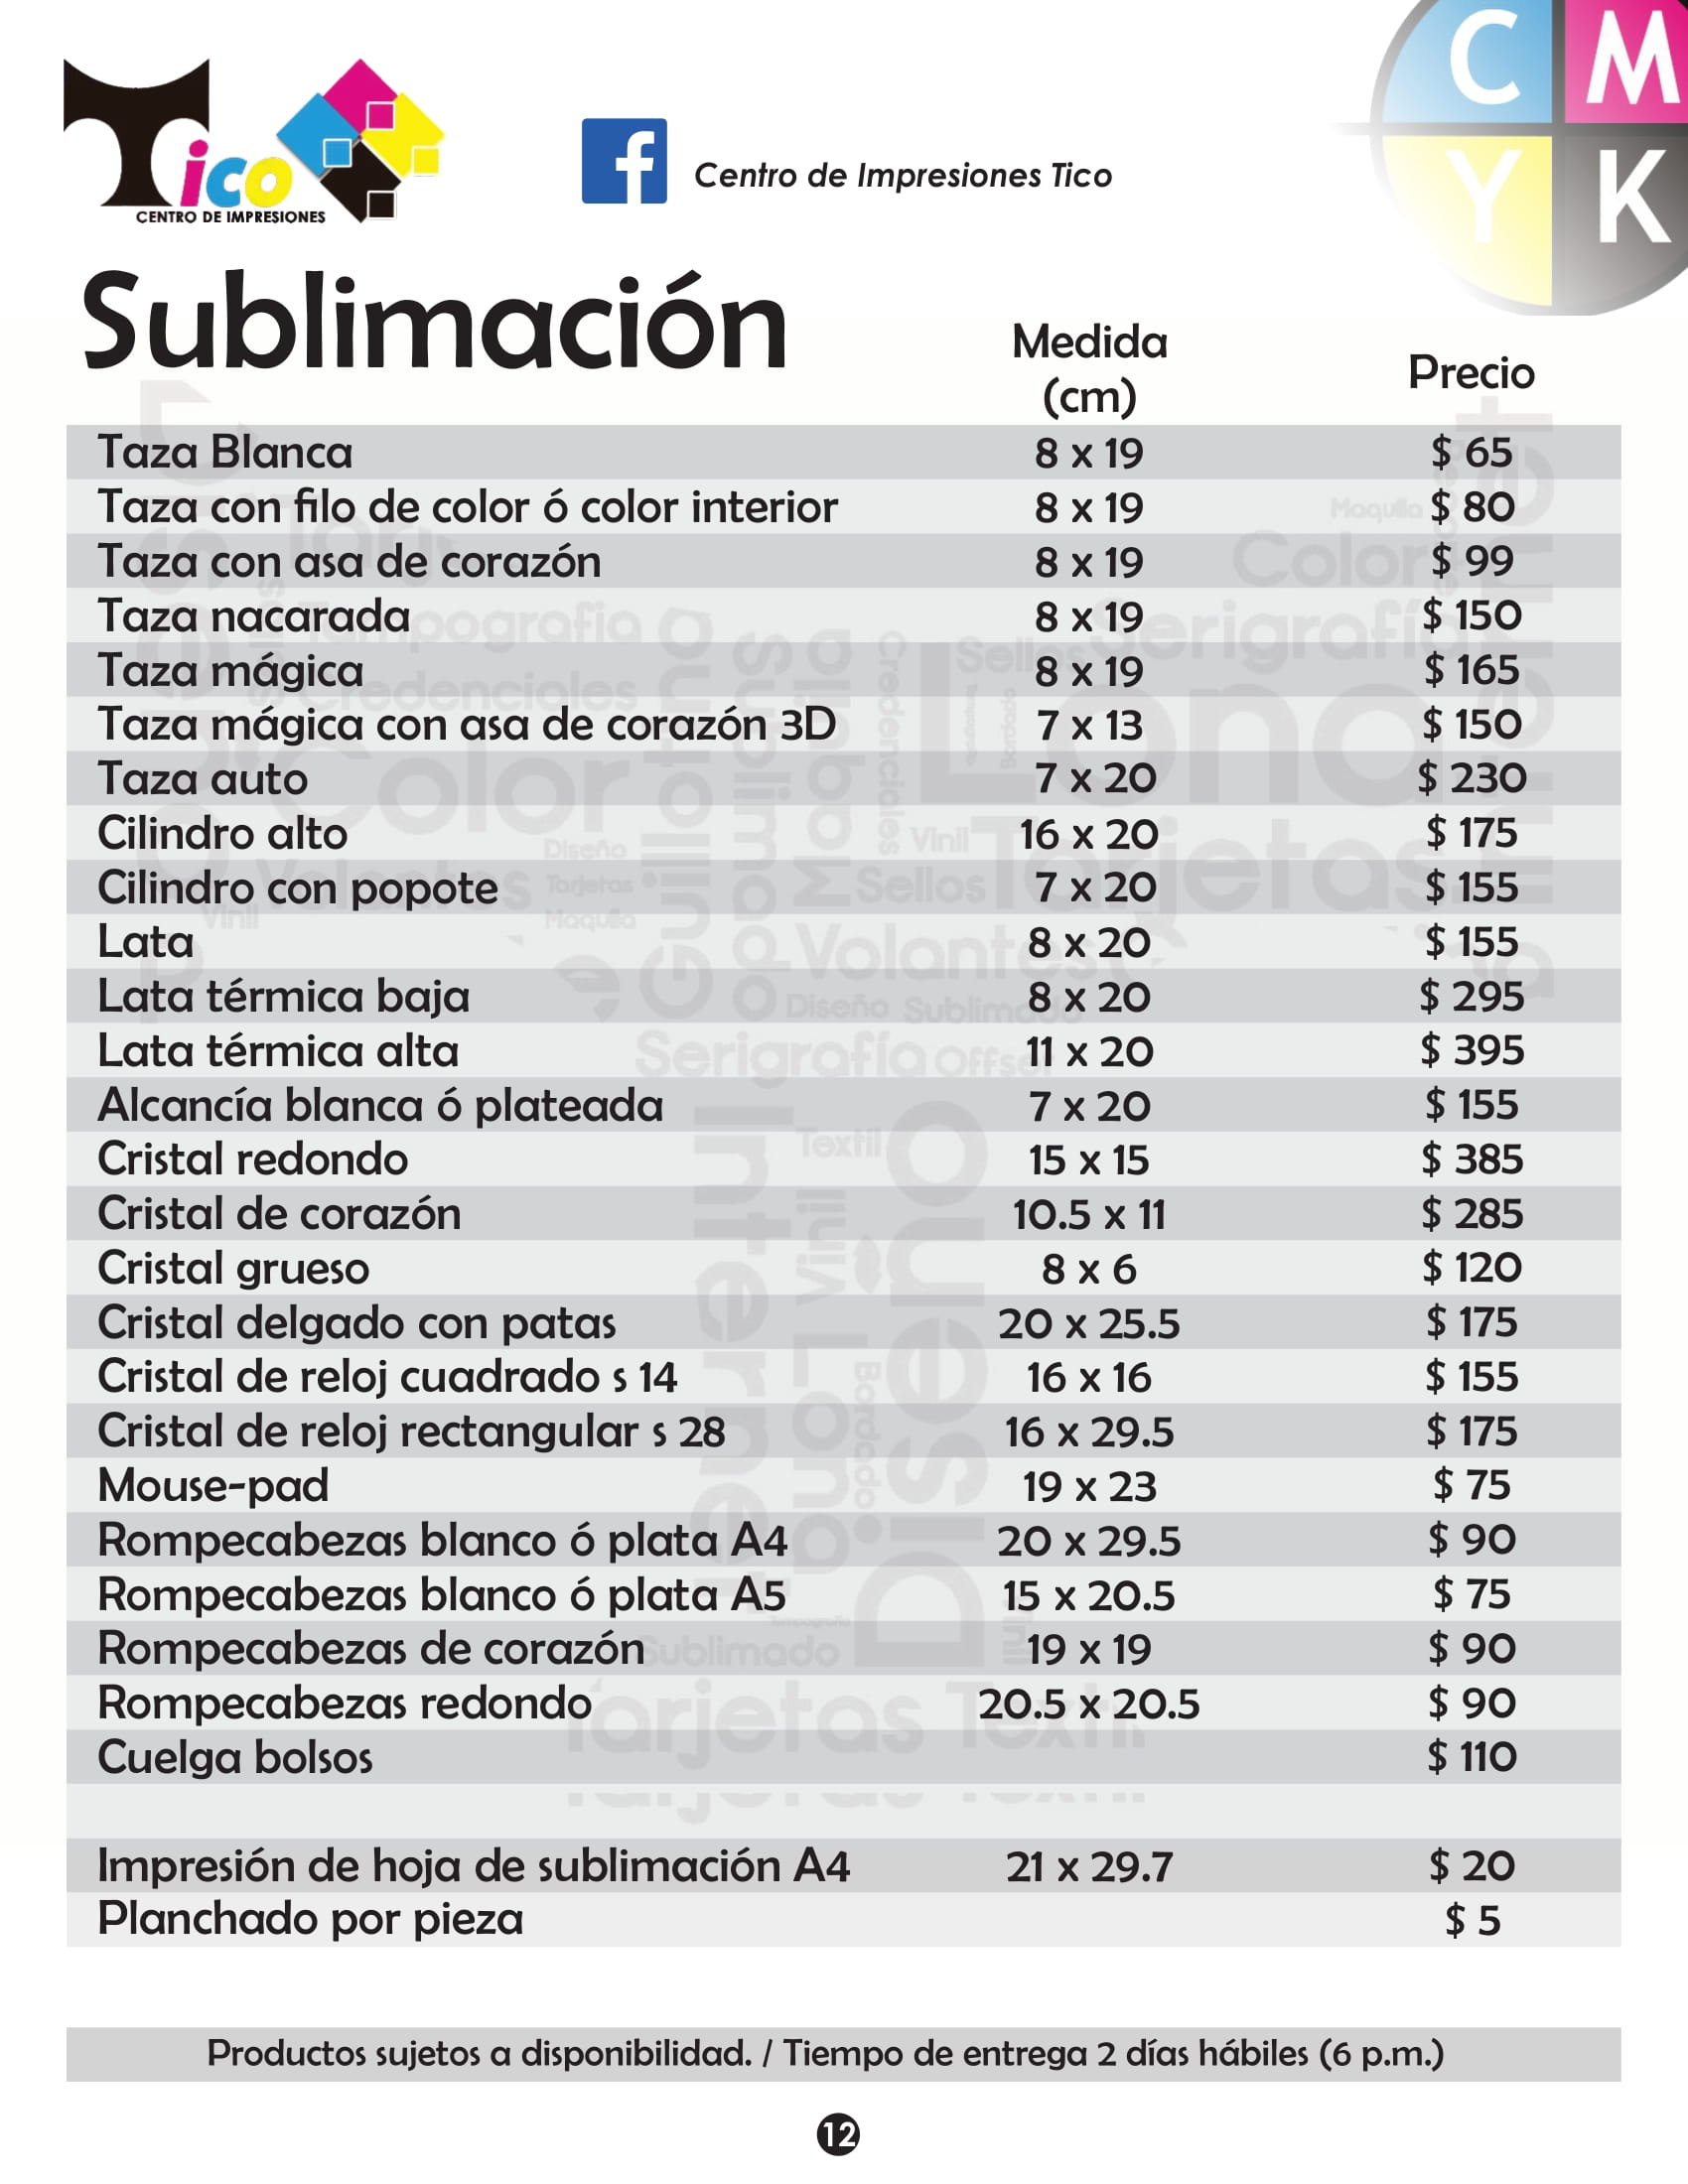 Tico
CENTRO DE IMPRESIONES
f Centro de Impresiones Tico
C M
Y K
Sublimación
Medida (cm) Precio
Taza Blanca 8 x 19 $ 65
Taza con filo de color ó color interior 8 x 19 $ 80
Taza con asa de corazón 8 x 19 $ 99
Taza nacarada 8 x 19 $ 150
Taza mágica 8 x 19 $ 165
Taza mágica con asa de corazón 3D 7 x 13 $ 150
Taza auto 7 x 20 $ 230
Cilindro alto 16 x 20 $ 175
Cilindro con popote 7 x 20 $ 155
Lata 8 x 20 $ 155
Lata térmica baja 8 x 20 $ 295
Lata térmica alta 11 x 20 $ 395
Alcancía blanca ó plateada 7 x 20 $ 155
Cristal redondo 15 x 15 $ 385
Cristal de corazón 10.5 x 11 $ 285
Cristal grueso 8 x 6 $ 120
Cristal delgado con patas 20 x 25.5 $ 175
Cristal de reloj cuadrado s 14 16 x 16 $ 155
Cristal de reloj rectangular s 28 16 x 29.5 $ 175
Mouse-pad 19 x 23 $ 75
Rompecabezas blanco ó plata A4 20 x 29.5 $ 90
Rompecabezas blanco ó plata A5 15 x 20.5 $ 75
Rompecabezas de corazón 19 x 19 $ 90
Rompecabezas redondo 20.5 x 20.5 $ 90
Cuelga bolsos $ 110
Impresión de hoja de sublimación A4 21 x 29.7 $ 20
Planchado por pieza $ 5
Productos sujetos a disponibilidad. / Tiempo de entrega 2 días hábiles (6 p.m.)
12